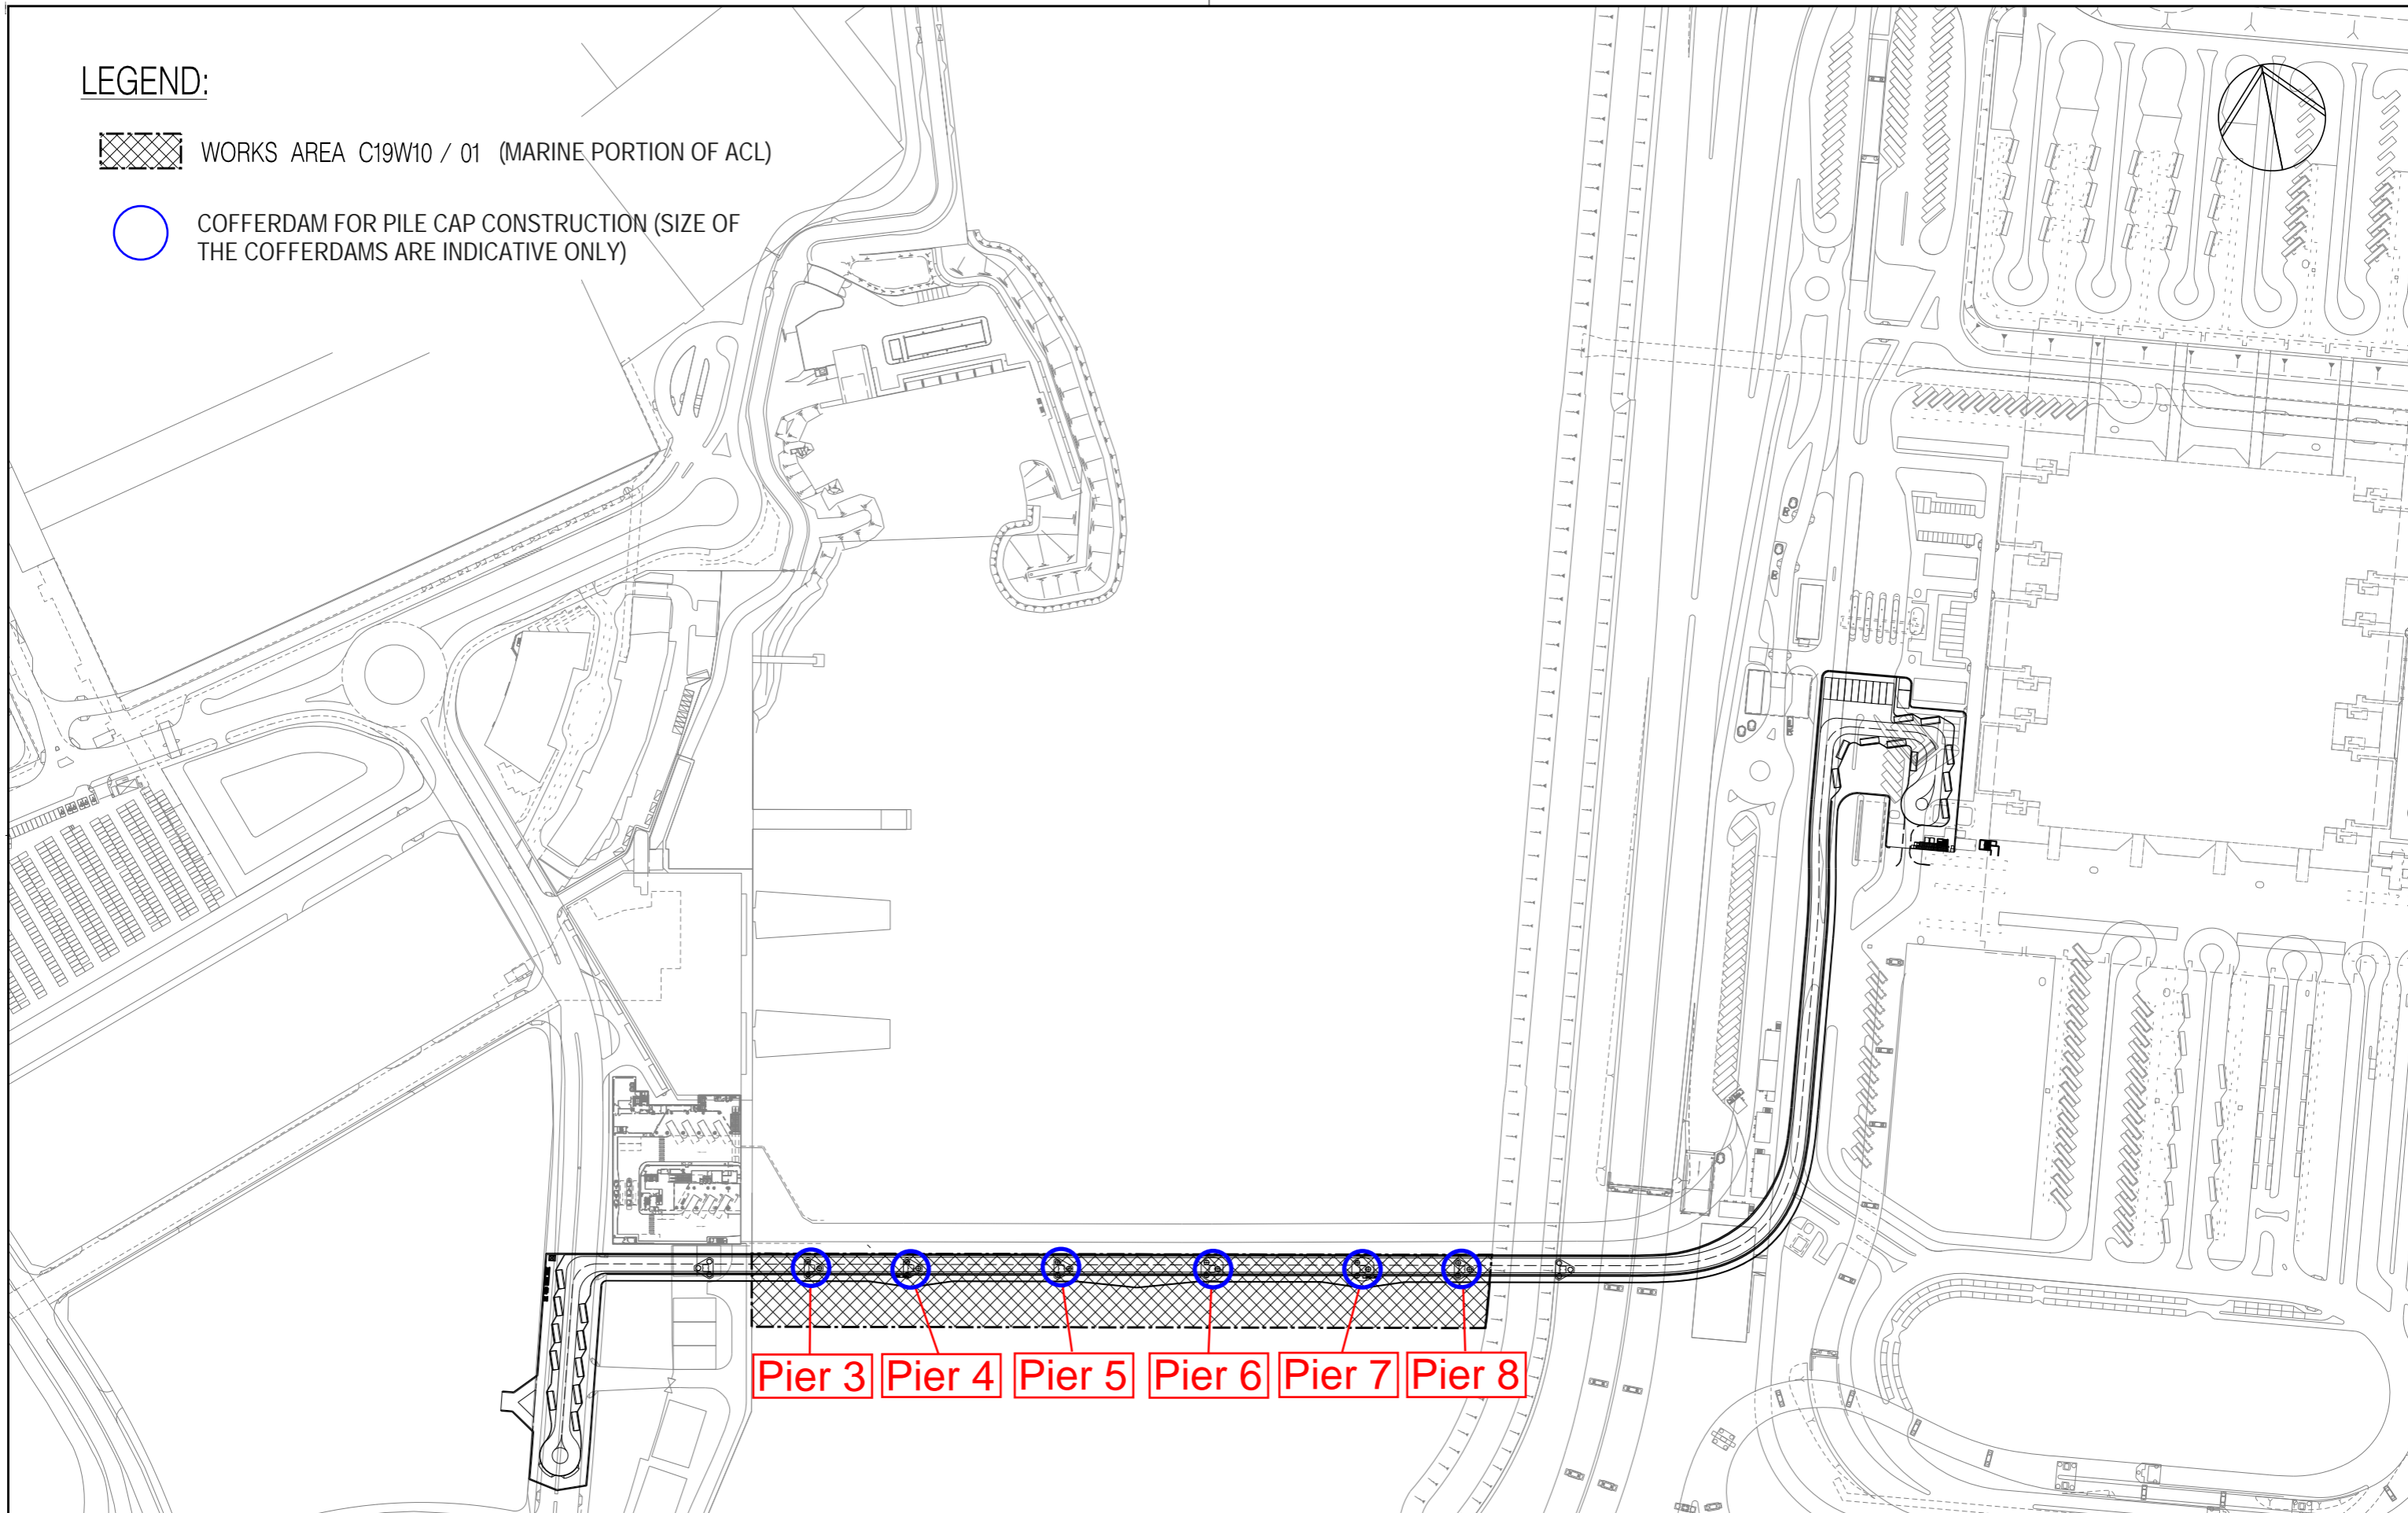 LEGEND:
WORKS AREA C19W10 / 01 (MARINE PORTION OF ACL)
COFFERDAM FOR PILE CAP CONSTRUCTION (SIZE OF
THE COFFERDAMS ARE INDICATIVE ONLY)
Pier 3 Pier 4 Pier 5 Pier 6 Pier 7 Pier 8